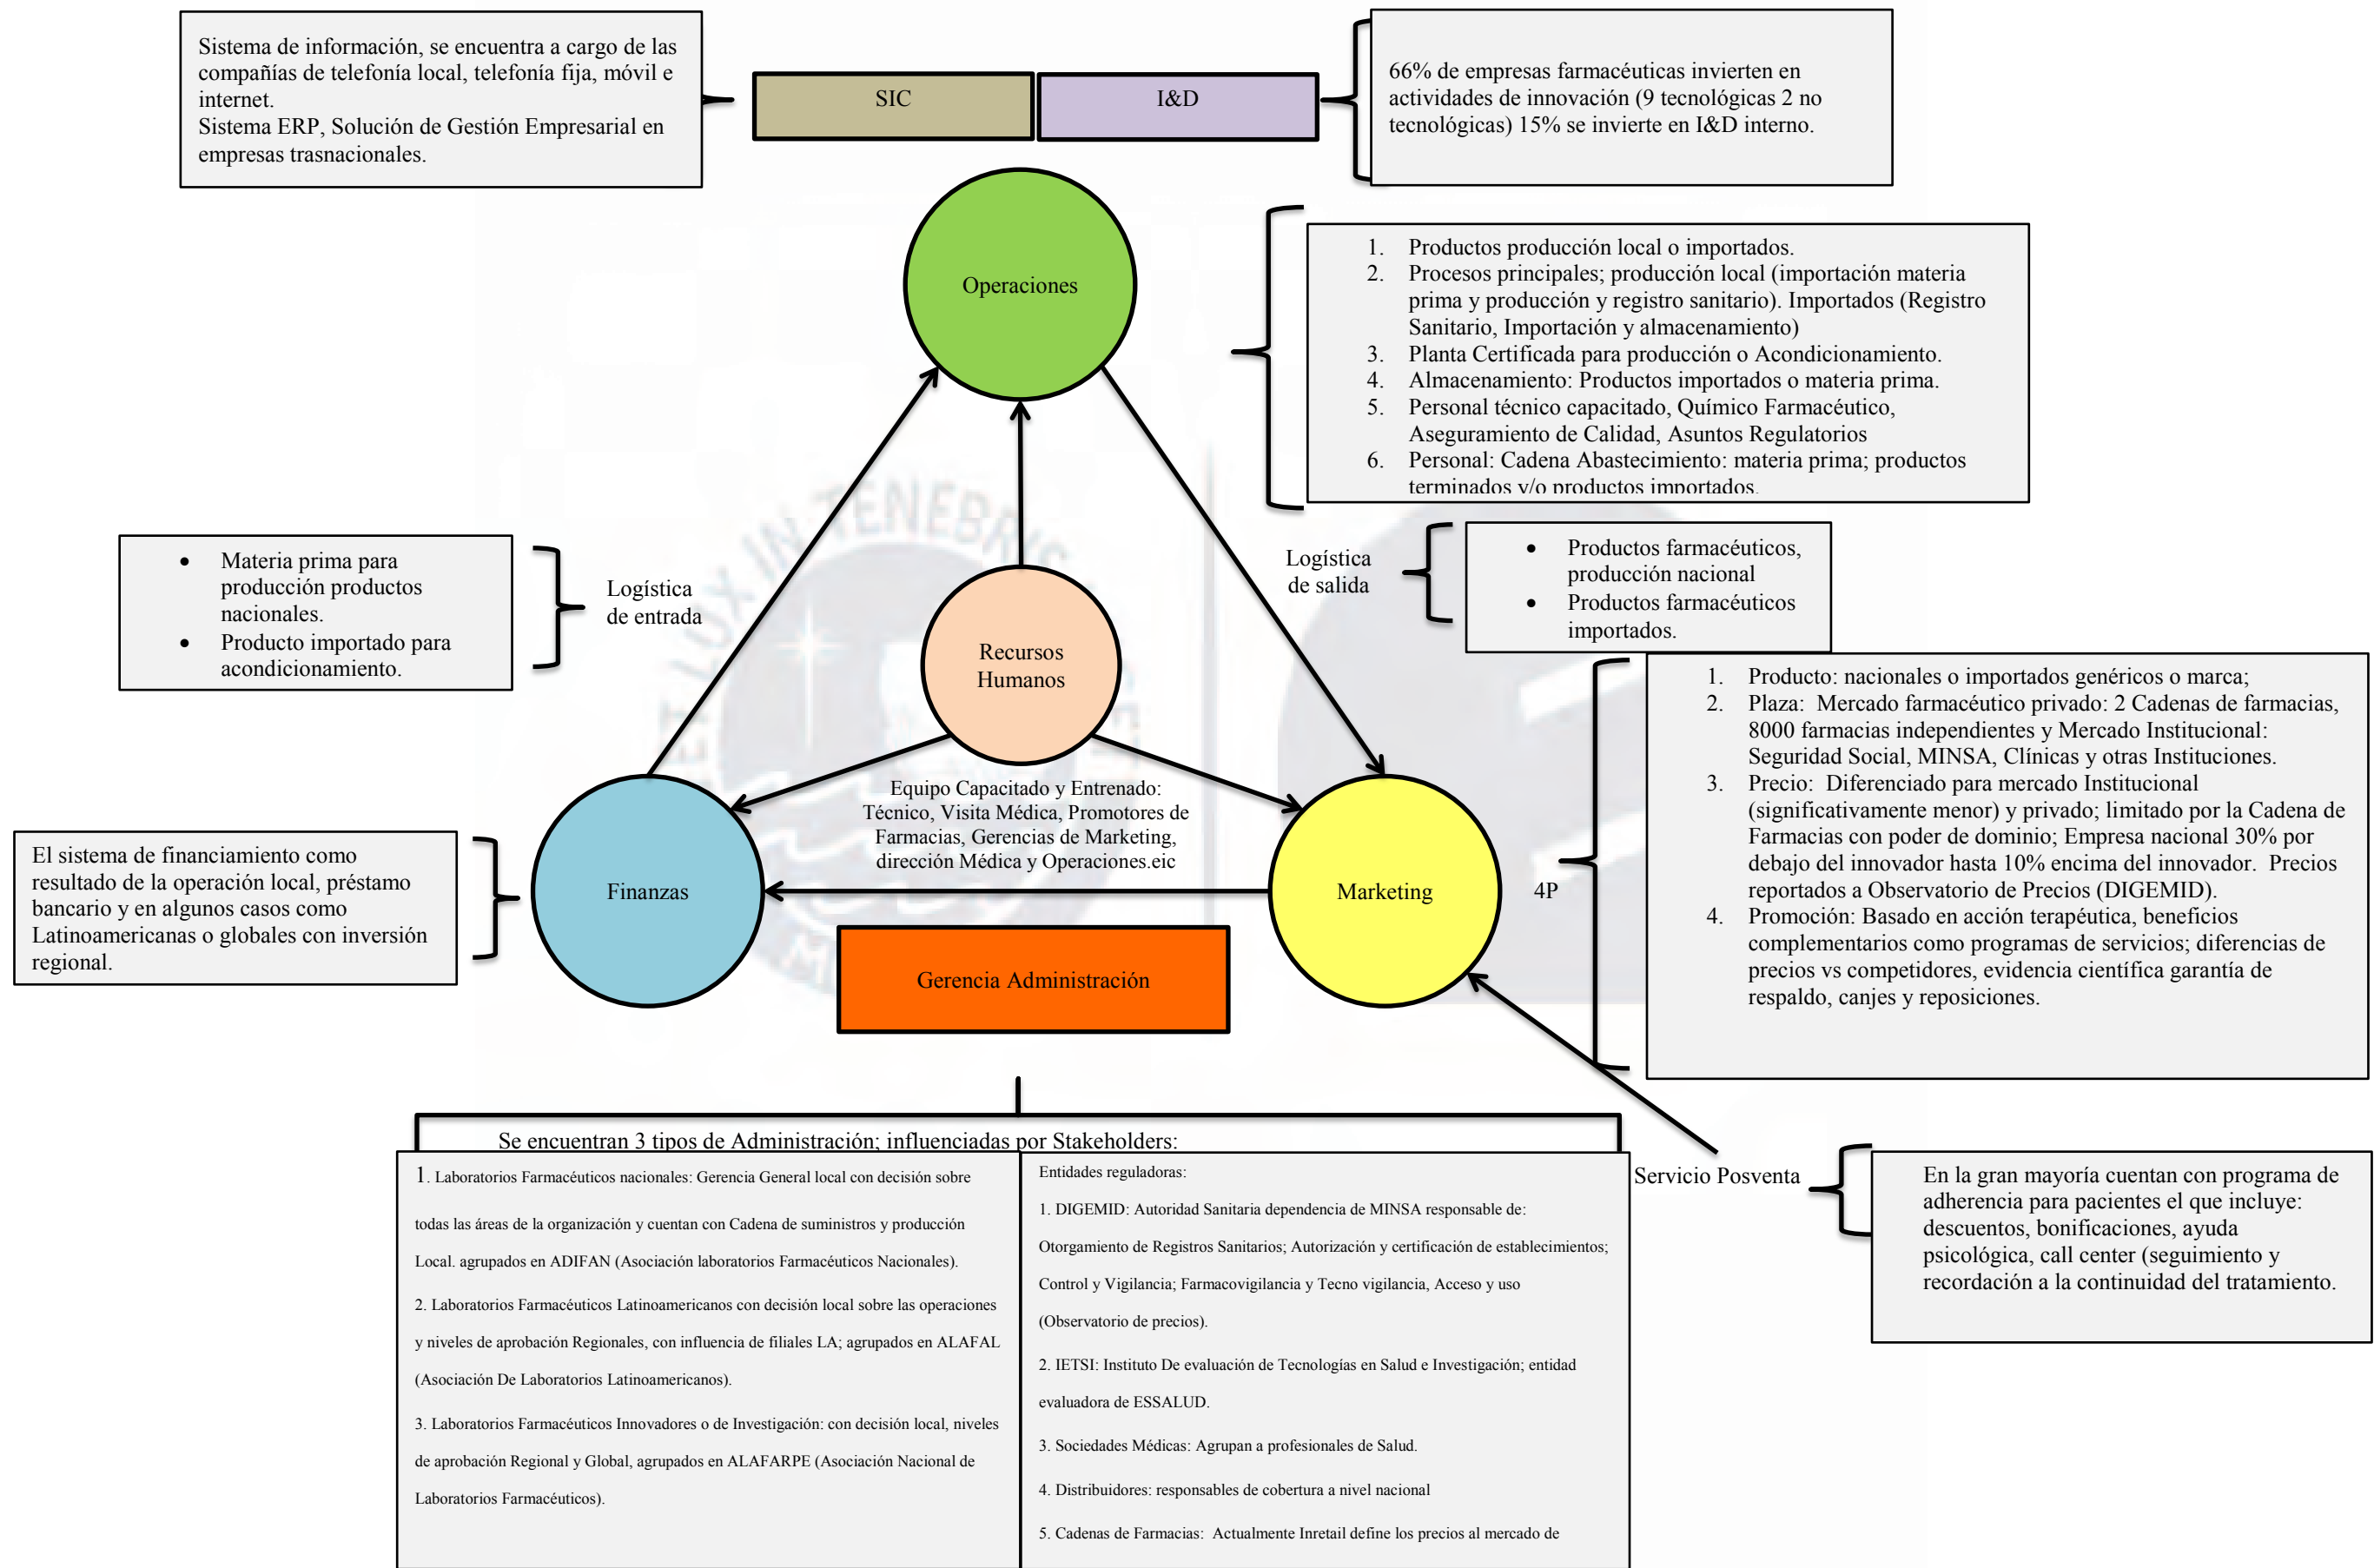 Sistema de información, se encuentra a cargo de las
compañías de telefonía local, telefonía fija, móvil e
internet.
Sistema ERP, Solución de Gestión Empresarial en
empresas trasnacionales.
SIC
I&D
66% de empresas farmacéuticas invierten en
actividades de innovación (9 tecnológicas 2 no
tecnológicas) 15% se invierte en I&D interno.
Operaciones
1. Productos producción local o importados.
2. Procesos principales; producción local (importación materia
prima y producción y registro sanitario). Importados (Registro
Sanitario, Importación y almacenamiento)
3. Planta Certificada para producción o Acondicionamiento.
4. Almacenamiento: Productos importados o materia prima.
5. Personal técnico capacitado, Químico Farmacéutico,
Aseguramiento de Calidad, Asuntos Regulatorios
6. Personal: Cadena Abastecimiento: materia prima; productos
terminados y/o productos importados.
• Materia prima para
producción productos
nacionales.
• Producto importado para
acondicionamiento.
Logística
de entrada
Logística
de salida
• Productos farmacéuticos,
producción nacional
• Productos farmacéuticos
importados.
Recursos
Humanos
Equipo Capacitado y Entrenado:
Técnico, Visita Médica, Promotores de
Farmacias, Gerencias de Marketing,
dirección Médica y Operaciones.eic
El sistema de financiamiento como
resultado de la operación local, préstamo
bancario y en algunos casos como
Latinoamericanas o globales con inversión
regional.
Finanzas
Marketing
4P
1. Producto: nacionales o importados genéricos o marca;
2. Plaza: Mercado farmacéutico privado: 2 Cadenas de farmacias,
8000 farmacias independientes y Mercado Institucional:
Seguridad Social, MINSA, Clínicas y otras Instituciones.
3. Precio: Diferenciado para mercado Institucional
(significativamente menor) y privado; limitado por la Cadena de
Farmacias con poder de dominio; Empresa nacional 30% por
debajo del innovador hasta 10% encima del innovador. Precios
reportados a Observatorio de Precios (DIGEMID).
4. Promoción: Basado en acción terapéutica, beneficios
complementarios como programas de servicios; diferencias de
precios vs competidores, evidencia científica garantía de
respaldo, canjes y reposiciones.
Gerencia Administración
Se encuentran 3 tipos de Administración; influenciadas por Stakeholders:
1. Laboratorios Farmacéuticos nacionales: Gerencia General local con decisión sobre
todas las áreas de la organización y cuentan con Cadena de suministros y producción
Local. agrupados en ADIFAN (Asociación laboratorios Farmacéuticos Nacionales).
2. Laboratorios Farmacéuticos Latinoamericanos con decisión local sobre las operaciones
y niveles de aprobación Regionales, con influencia de filiales LA; agrupados en ALAFAL
(Asociación De Laboratorios Latinoamericanos).
3. Laboratorios Farmacéuticos Innovadores o de Investigación: con decisión local, niveles
de aprobación Regional y Global, agrupados en ALAFARPE (Asociación Nacional de
Laboratorios Farmacéuticos).
Entidades reguladoras:
1. DIGEMID: Autoridad Sanitaria dependencia de MINSA responsable de:
Otorgamiento de Registros Sanitarios; Autorización y certificación de establecimientos;
Control y Vigilancia; Farmacovigilancia y Tecno vigilancia, Acceso y uso
(Observatorio de precios).
2. IETSI: Instituto De evaluación de Tecnologías en Salud e Investigación; entidad
evaluadora de ESSALUD.
3. Sociedades Médicas: Agrupan a profesionales de Salud.
4. Distribuidores: responsables de cobertura a nivel nacional
5. Cadenas de Farmacias: Actualmente Inretail define los precios al mercado de
Servicio Posventa
En la gran mayoría cuentan con programa de
adherencia para pacientes el que incluye:
descuentos, bonificaciones, ayuda
psicológica, call center (seguimiento y
recordación a la continuidad del tratamiento.
ET LUX IN TENEBRIS